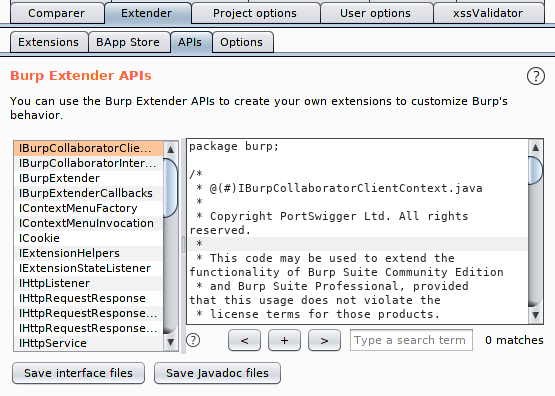 Comparer Extender Project options User options xssValidator
Extensions BApp Store APIs Options
Burp Extender APIs
?
You can use the Burp Extender APIs to create your own extensions to customize Burp's
behavior.
IBurpCollaboratorClie...
IBurpCollaboratorInter...
IBurpExtender
IBurpExtenderCallbacks
IContextMenuFactory
IContextMenuInvocation
ICookie
IExtensionHelpers
IExtensionStateListener
IHttpListener
IHttpRequestResponse
IHttpRequestResponse...
IHttpRequestResponse...
IHttpService
package burp;
/*
* @(#)IBurpCollaboratorClientContext.java
*
* Copyright PortSwigger Ltd. All rights
reserved.
*
* This code may be used to extend the
functionality of Burp Suite Community Edition
* and Burp Suite Professional, provided
that this usage does not violate the
* license terms for those products.
? < + > Type a search term 0 matches
Save interface files Save Javadoc files